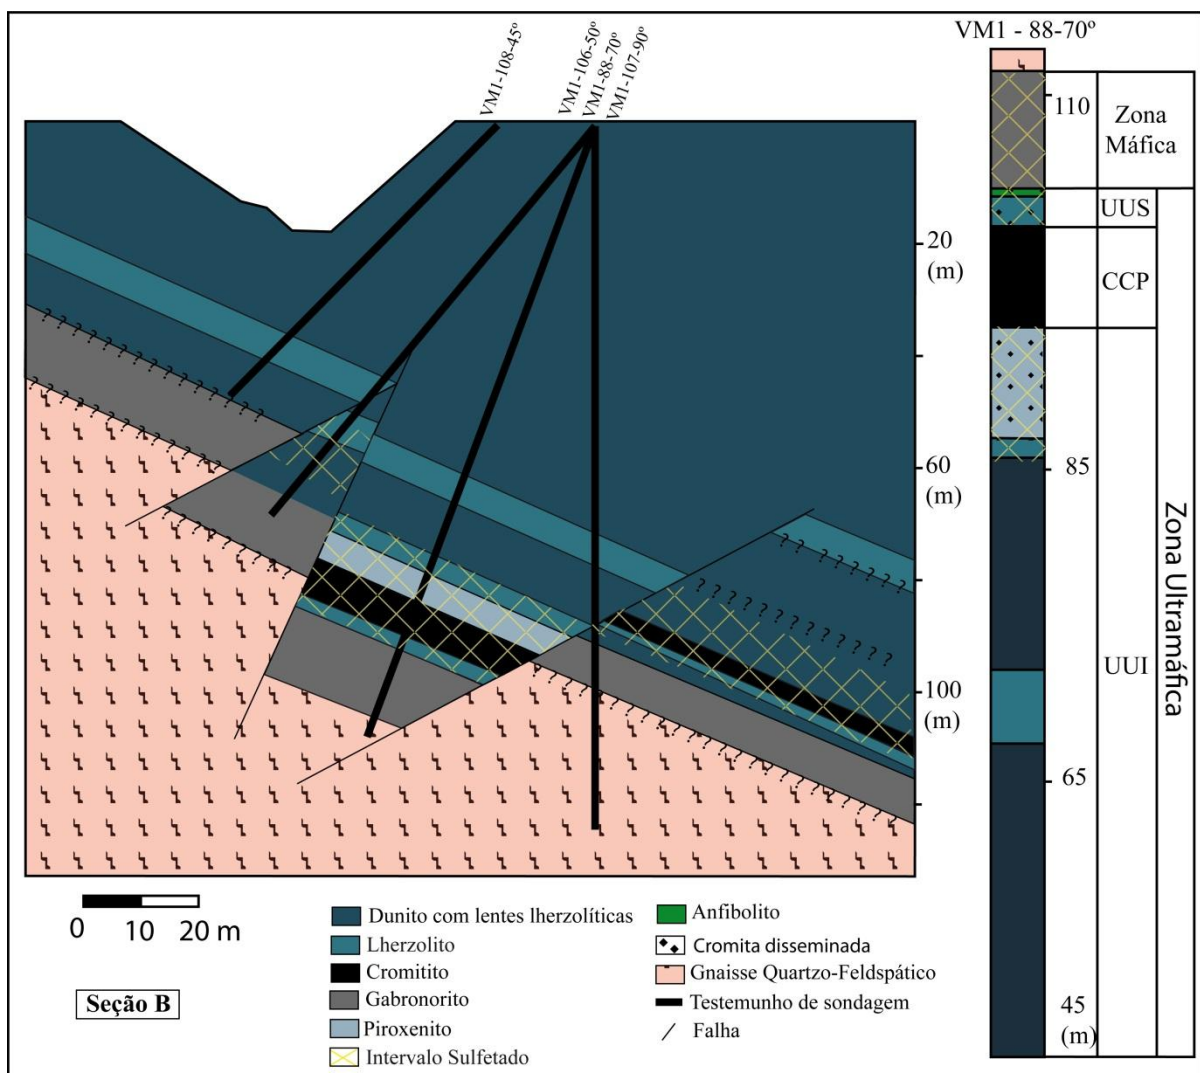 VM1-108-45º
VM1-106-50º
VM1-88-70º
VM1-107-90º
20
(m)
60
(m)
100
(m)
VM1 - 88-70º
110
85
65
45
(m)
Zona
Máfica
UUS
CCP
UUI
Zona Ultramáfica
0 10 20 m
Seção B
Dunito com lentes lherzolíticas
Lherzolito
Cromitito
Gabronorito
Piroxenito
Intervalo Sulfetado
Anfibolito
Cromita disseminada
Gnaisse Quartzo-Feldspático
Testemunho de sondagem
Falha